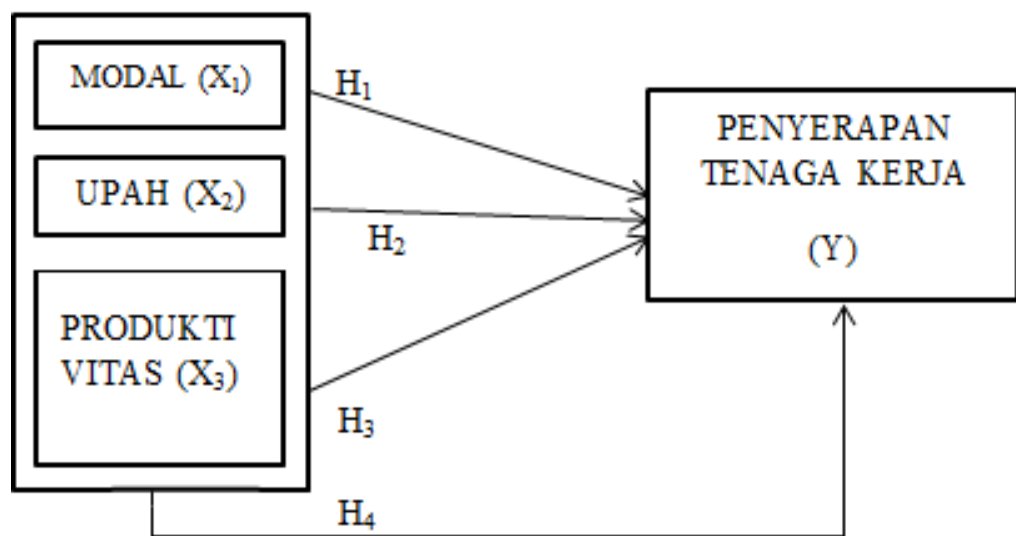 MODAL (X₁)
UPAH (X₂)
PRODUKTI
VITAS (X₃)
H₁
H₂
H₃
H₄
PENYERAPAN
TENAGA KERJA
(Y)